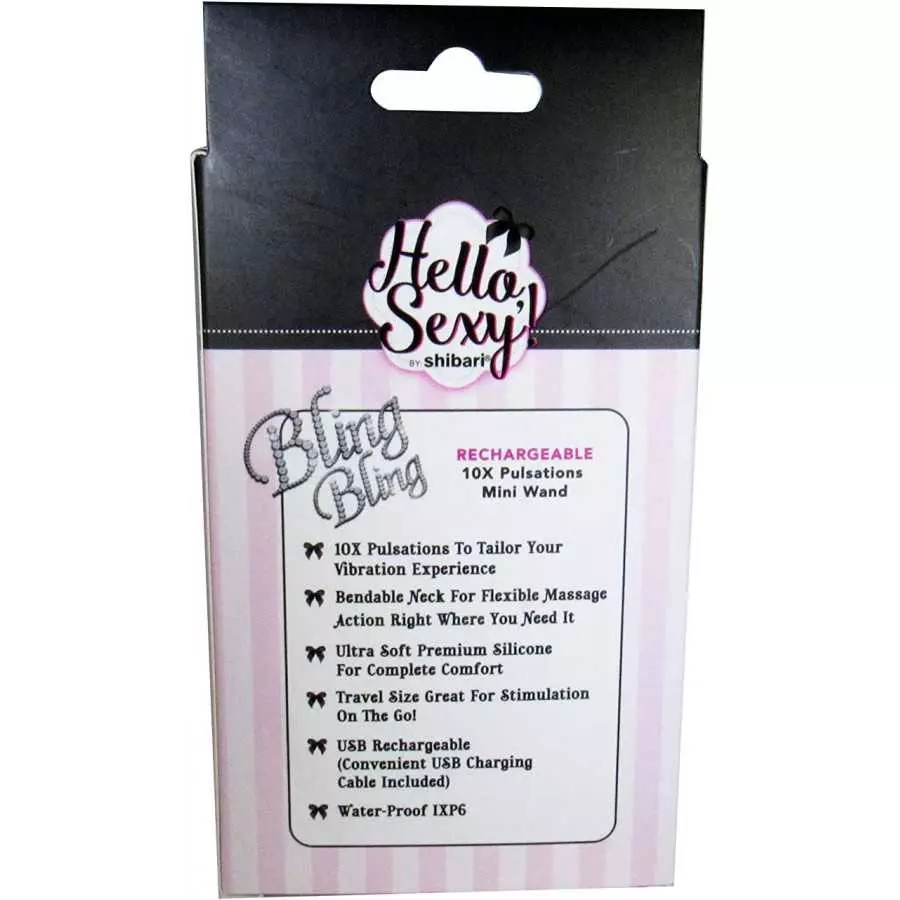 Hello,
Sexy!
BY shibari®
Bling
Bling
RECHARGEABLE
10X Pulsations
Mini Wand
10X Pulsations To Tailor Your
Vibration Experience
Bendable Neck For Flexible Massage
Action Right Where You Need It
Ultra Soft Premium Silicone
For Complete Comfort
Travel Size Great For Stimulation
On The Go!
USB Rechargeable
(Convenient USB Charging
Cable Included)
Water-Proof IXP6